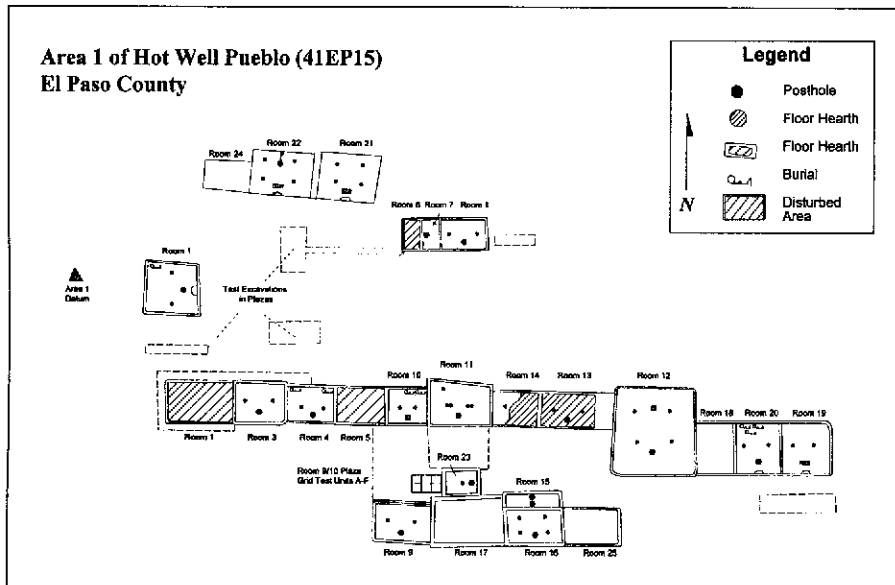 Area 1 of Hot Well Pueblo (41EP15)
El Paso County
Legend
Posthole
Floor Hearth
Floor Hearth
Burial
Disturbed
Area
N
Room 22
Room 21
Room 24
Room 6
Room 7
Room 8
Room 1
Area 1
Datum
Test Excavations
in Plazas
Room 10
Room 11
Room 14
Room 13
Room 12
Room 18
Room 20
Room 19
Room 1
Room 3
Room 4
Room 5
Room 9/10 Plaza
Grid Test Units A-F
Room 23
Room 15
Room 9
Room 17
Room 16
Room 25